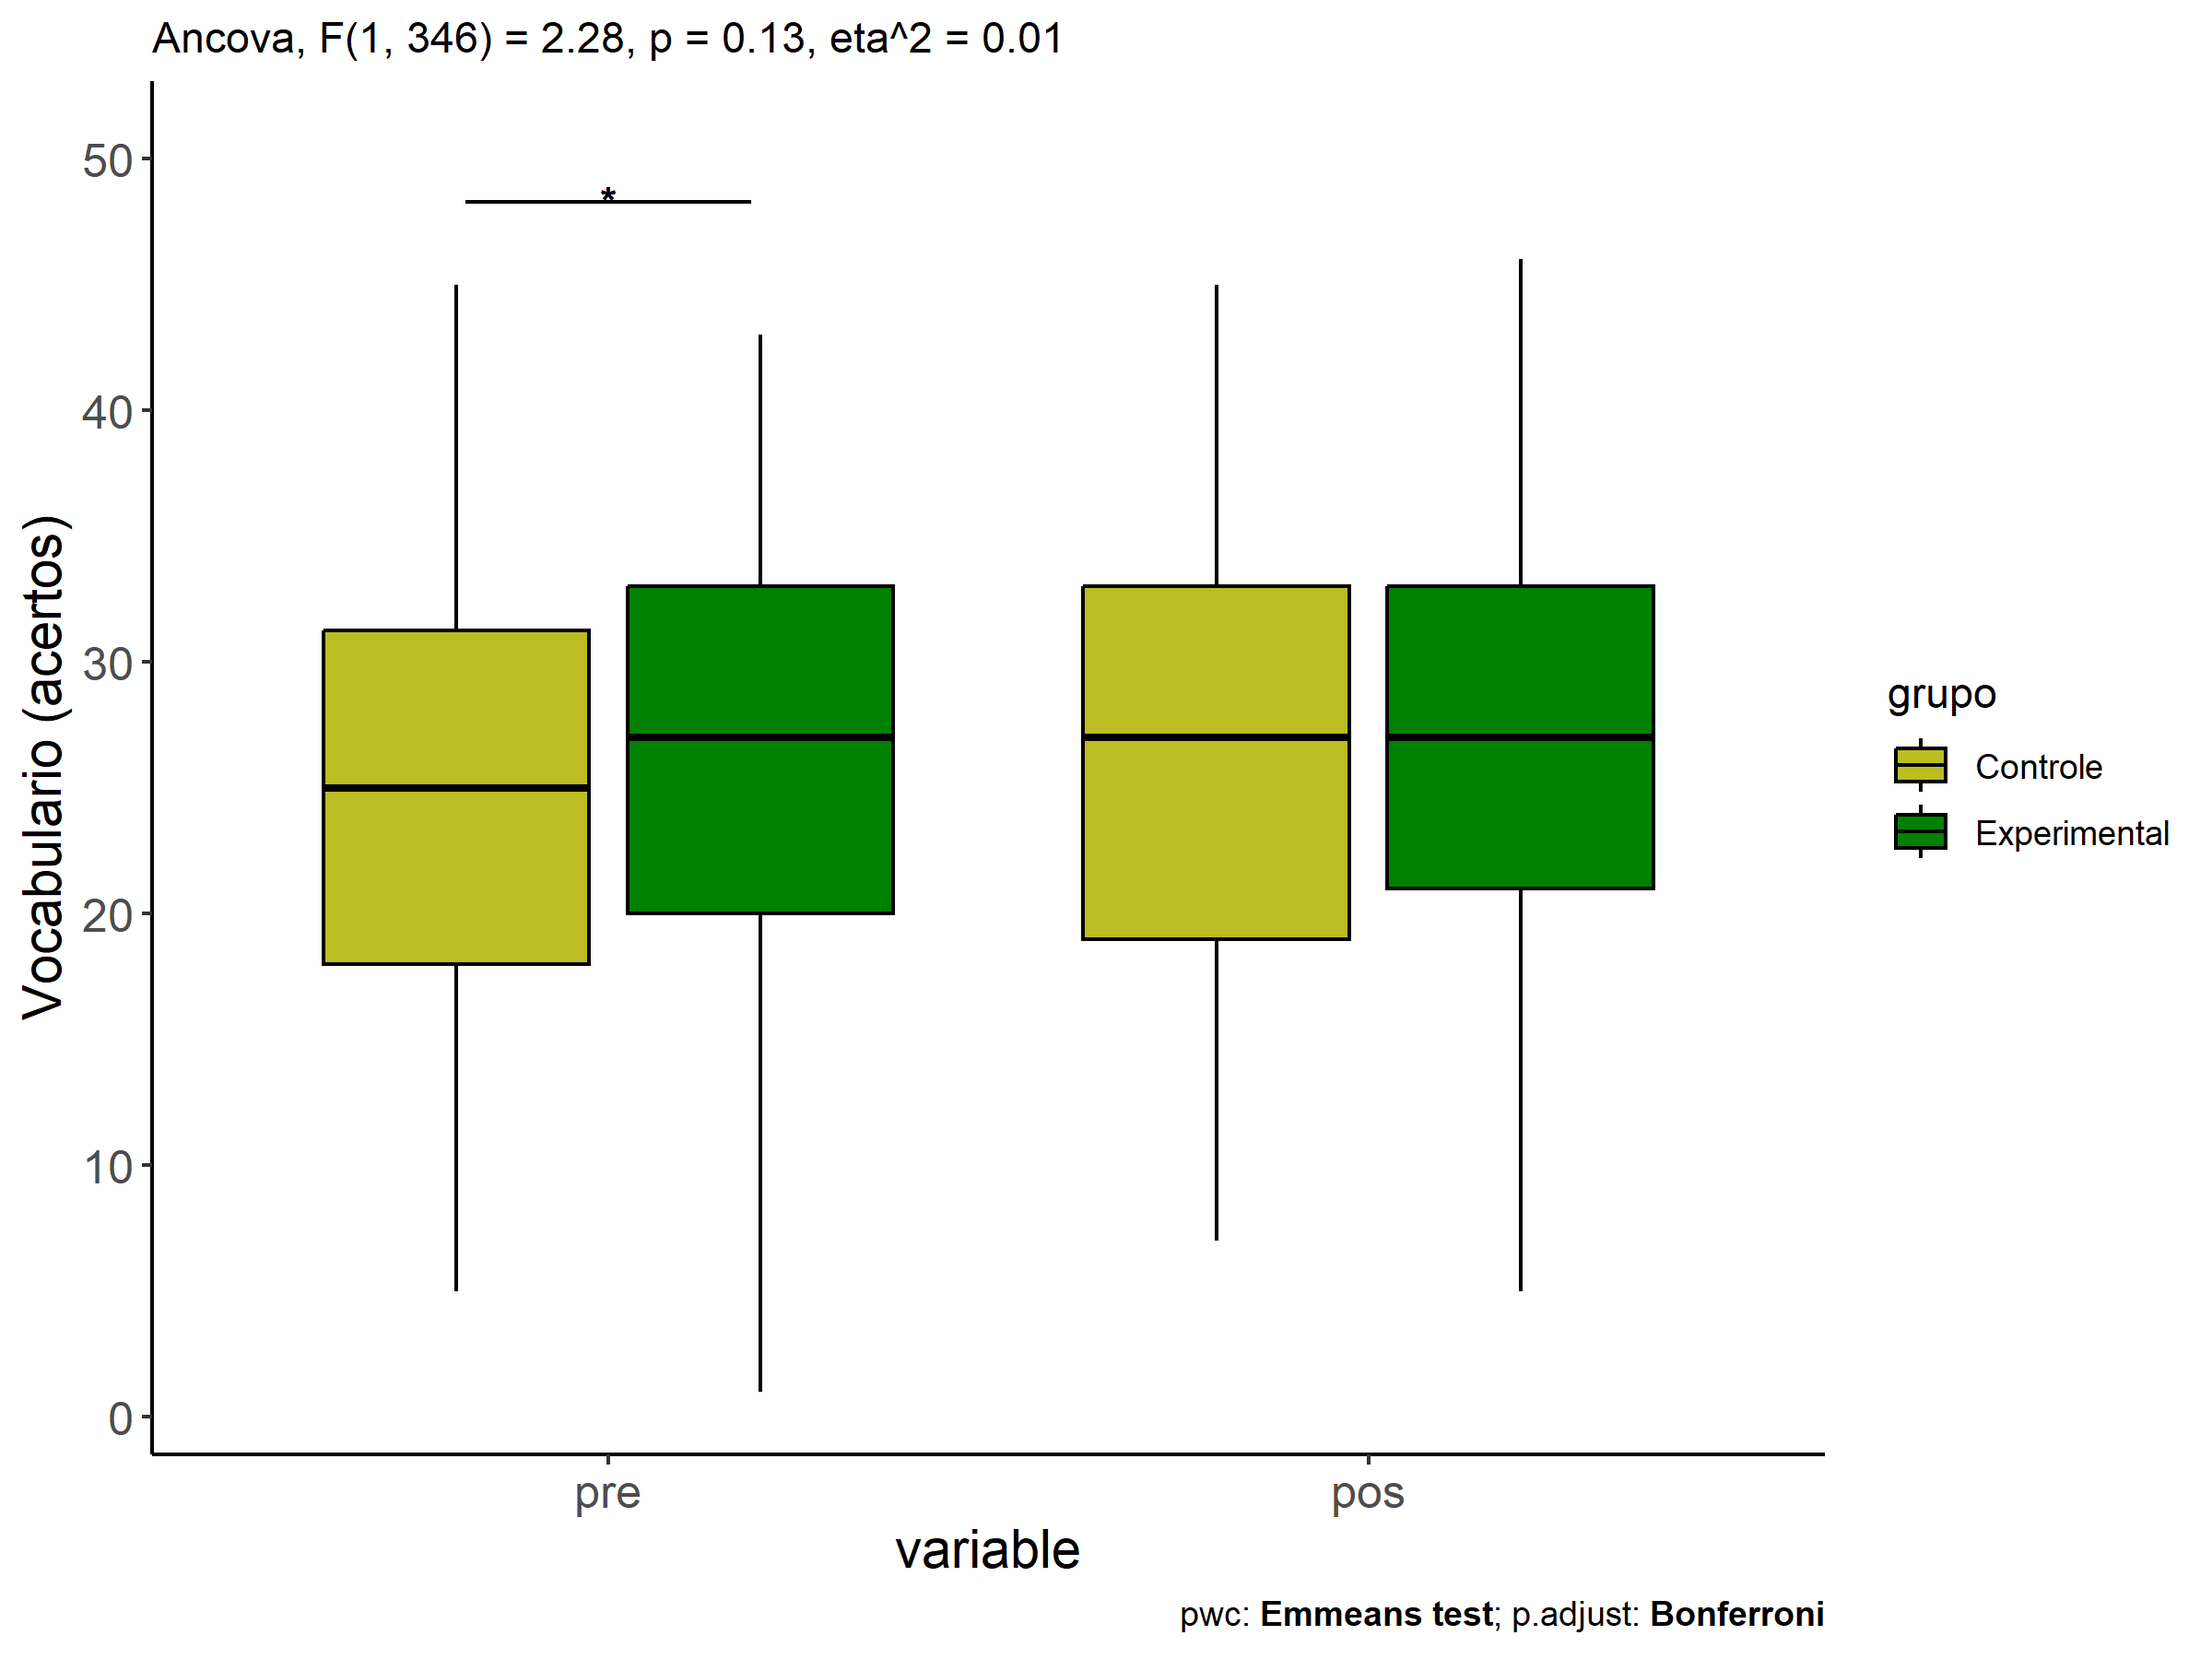 Ancova, F(1, 346) = 2.28, p = 0.13, eta^2 = 0.01
50
40
30
20
10
0
Vocabulario (acertos)
*
pre
pos
variable
grupo
Controle
Experimental
pwc: Emmeans test; p.adjust: Bonferroni